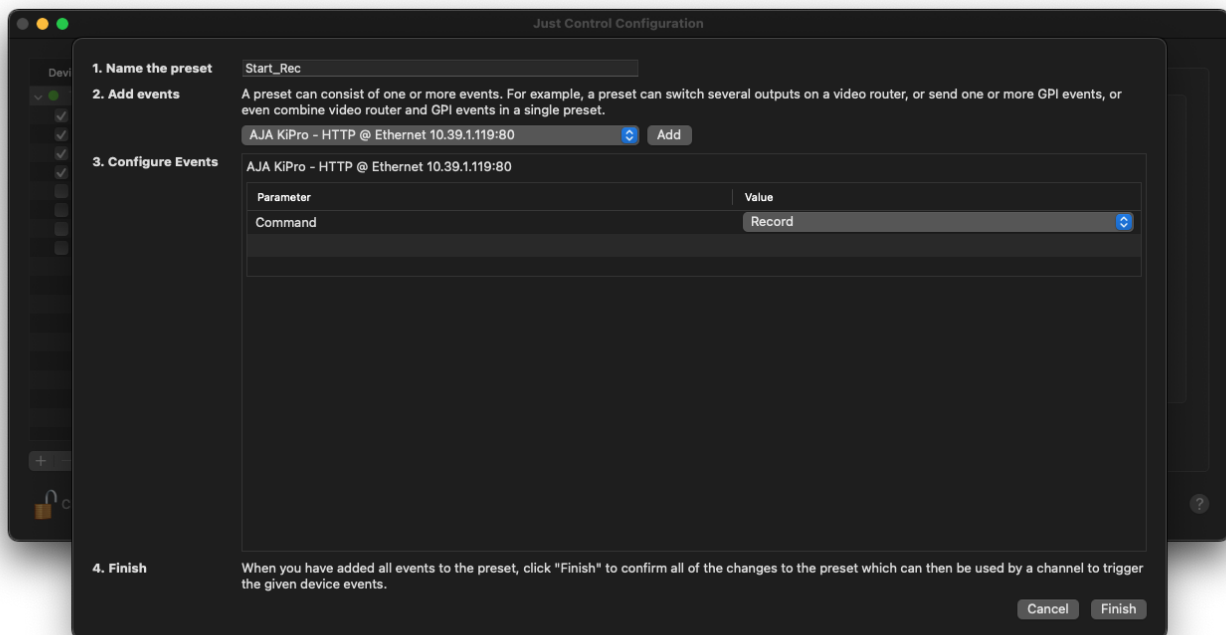 Just Control Configuration
Devi
1. Name the preset
Start_Rec
2. Add events
A preset can consist of one or more events. For example, a preset can switch several outputs on a video router, or send one or more GPI events, or
even combine video router and GPI events in a single preset.
AJA KiPro - HTTP @ Ethernet 10.39.1.119:80
Add
3. Configure Events
AJA KiPro - HTTP @ Ethernet 10.39.1.119:80
Parameter
Value
Command
Record
C
?
4. Finish
When you have added all events to the preset, click "Finish" to confirm all of the changes to the preset which can then be used by a channel to trigger
the given device events.
Cancel
Finish